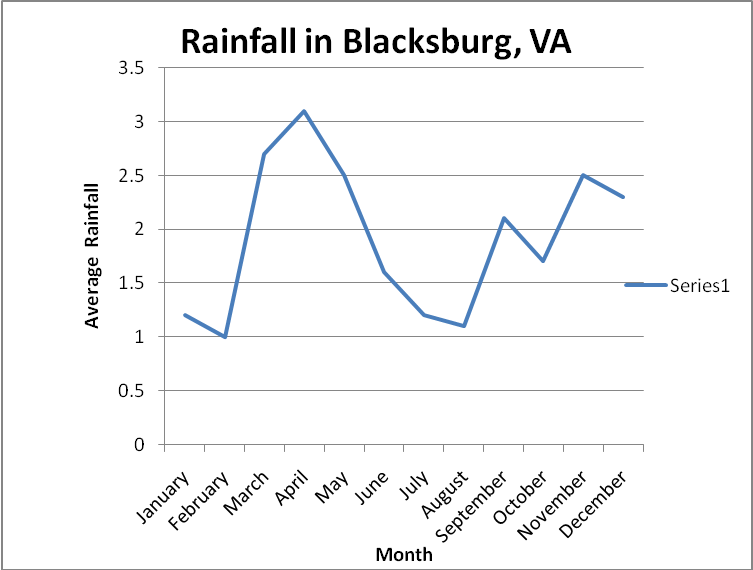 Rainfall in Blacksburg, VA
3.5
3
2.5
2
1.5
1
0.5
0
Average Rainfall
Series1
January
February
March
April
May
June
July
August
September
October
November
December
Month